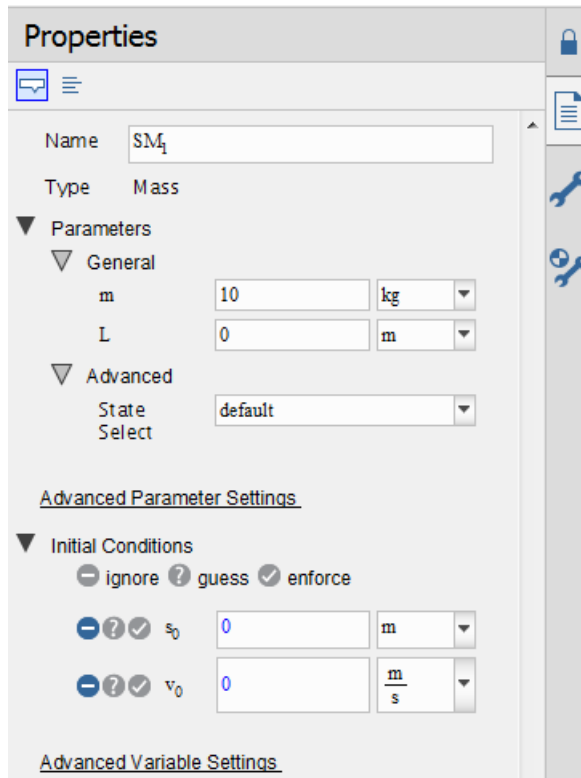 Properties
Name SM₁
Type Mass
Parameters
General
m 10 kg
L 0 m
Advanced
State Select default
Advanced Parameter Settings
Initial Conditions
ignore ? guess enforce
? s₀ 0 m
? v₀ 0 m/s
Advanced Variable Settings